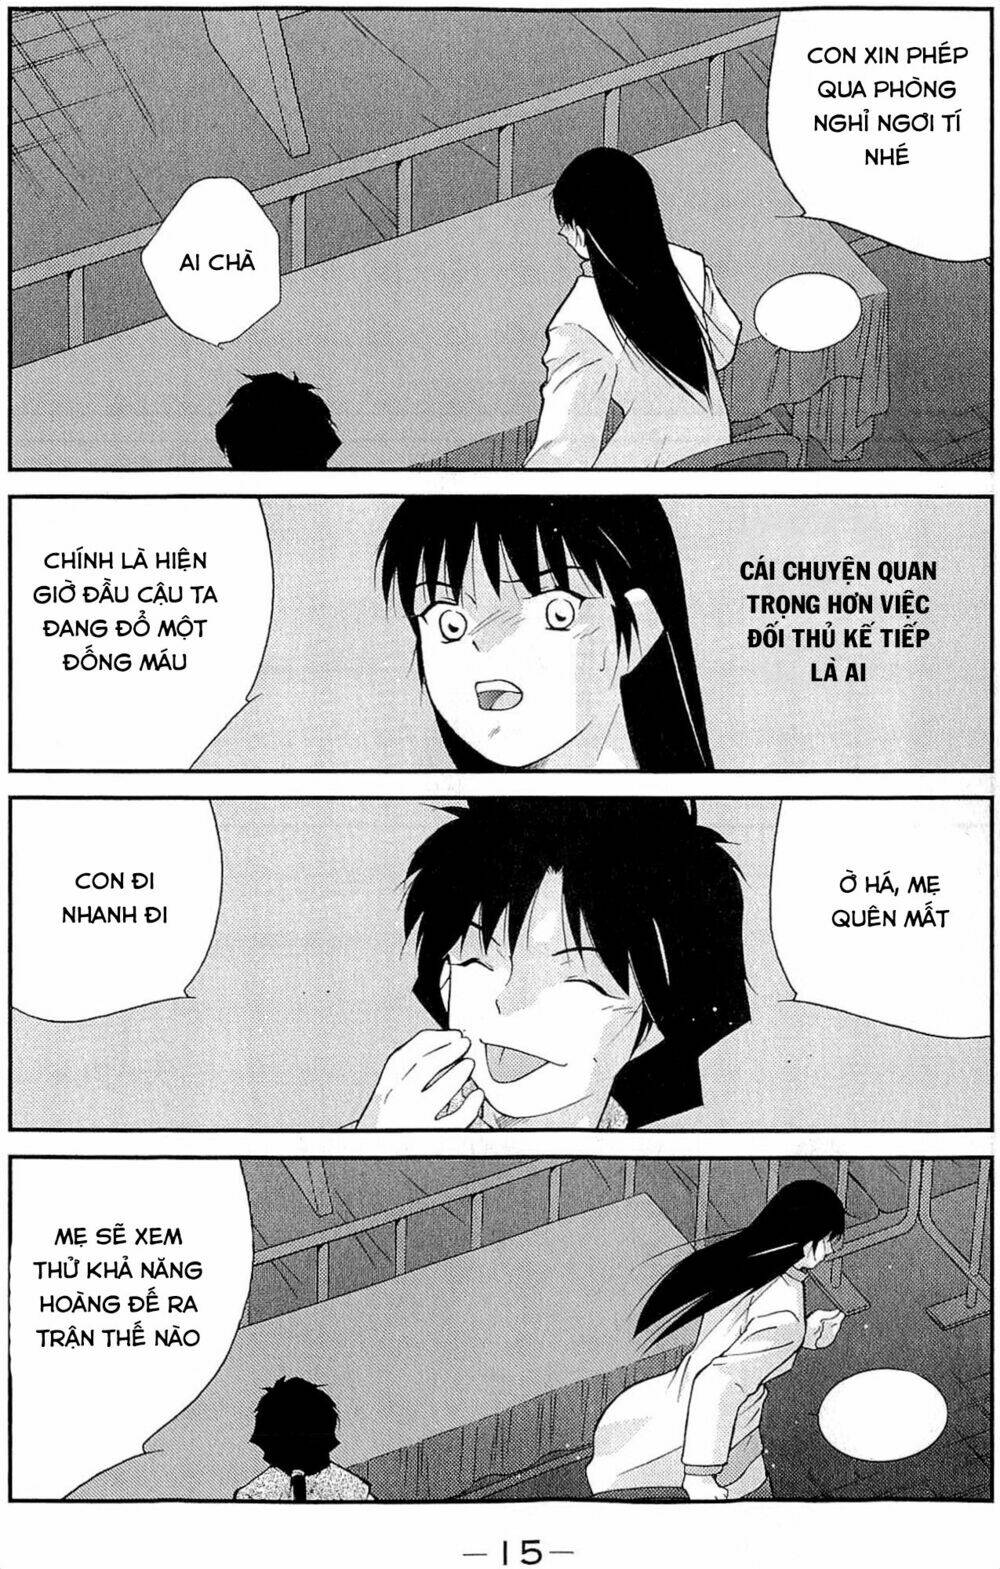 CON XIN PHÉP
QUA PHÒNG
NGHỈ NGƠI TÍ
NHÉ
AI CHÀ
CÁI CHUYỆN QUAN
TRỌNG HƠN VIỆC
ĐỐI THỦ KẾ TIẾP
LÀ AI
CHÍNH LÀ HIỆN
GIỜ ĐẦU CẬU TA
ĐANG ĐỔ MỘT
ĐỐNG MÁU
Ờ HÁ, MẸ
QUÊN MẤT
CON ĐI
NHANH ĐI
MẸ SẼ XEM
THỬ KHẢ NĂNG
HOÀNG ĐẾ RA
TRẬN THẾ NÀO
—15—